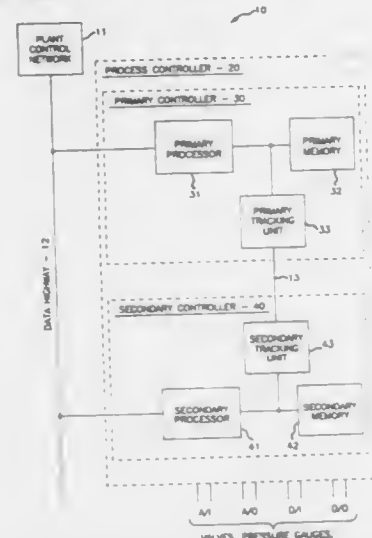 10
PLANT
CONTROL
NETWORK
11
PROCESS CONTROLLER - 20
PRIMARY CONTROLLER - 30
PRIMARY
PROCESSOR
31
PRIMARY
MEMORY
32
PRIMARY
TRACKING
UNIT
33
13
DATA HIGHWAY - 12
SECONDARY CONTROLLER - 40
SECONDARY
TRACKING
UNIT
43
SECONDARY
PROCESSOR
41
SECONDARY
MEMORY
42
A/I A/O D/I D/O
VALVES, PRESSURE GAUGES,